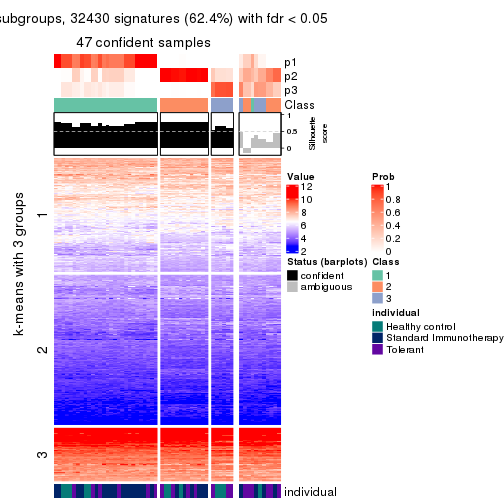 subgroups, 32430 signatures (62.4%) with fdr < 0.05
47 confident samples
p1
p2
p3
Class
1
0.5
0
Silhouette
score
k-means with 3 groups
1
2
3
individual
Value
12
10
8
6
4
2
Prob
1
0.8
0.6
0.4
0.2
0
Status (barplots)
confident
ambiguous
Class
1
2
3
individual
Healthy control
Standard Immunotherapy
Tolerant